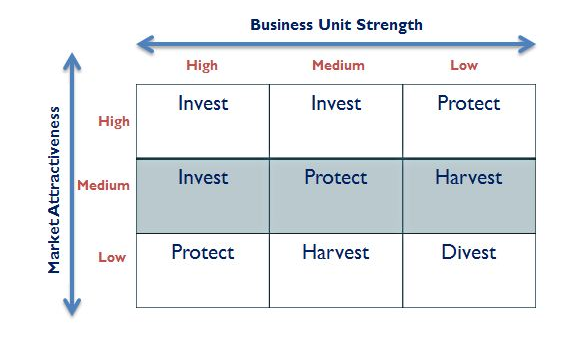 Business Unit Strength
High Medium Low
Market Attractiveness
High Invest Invest Protect
Medium Invest Protect Harvest
Low Protect Harvest Divest